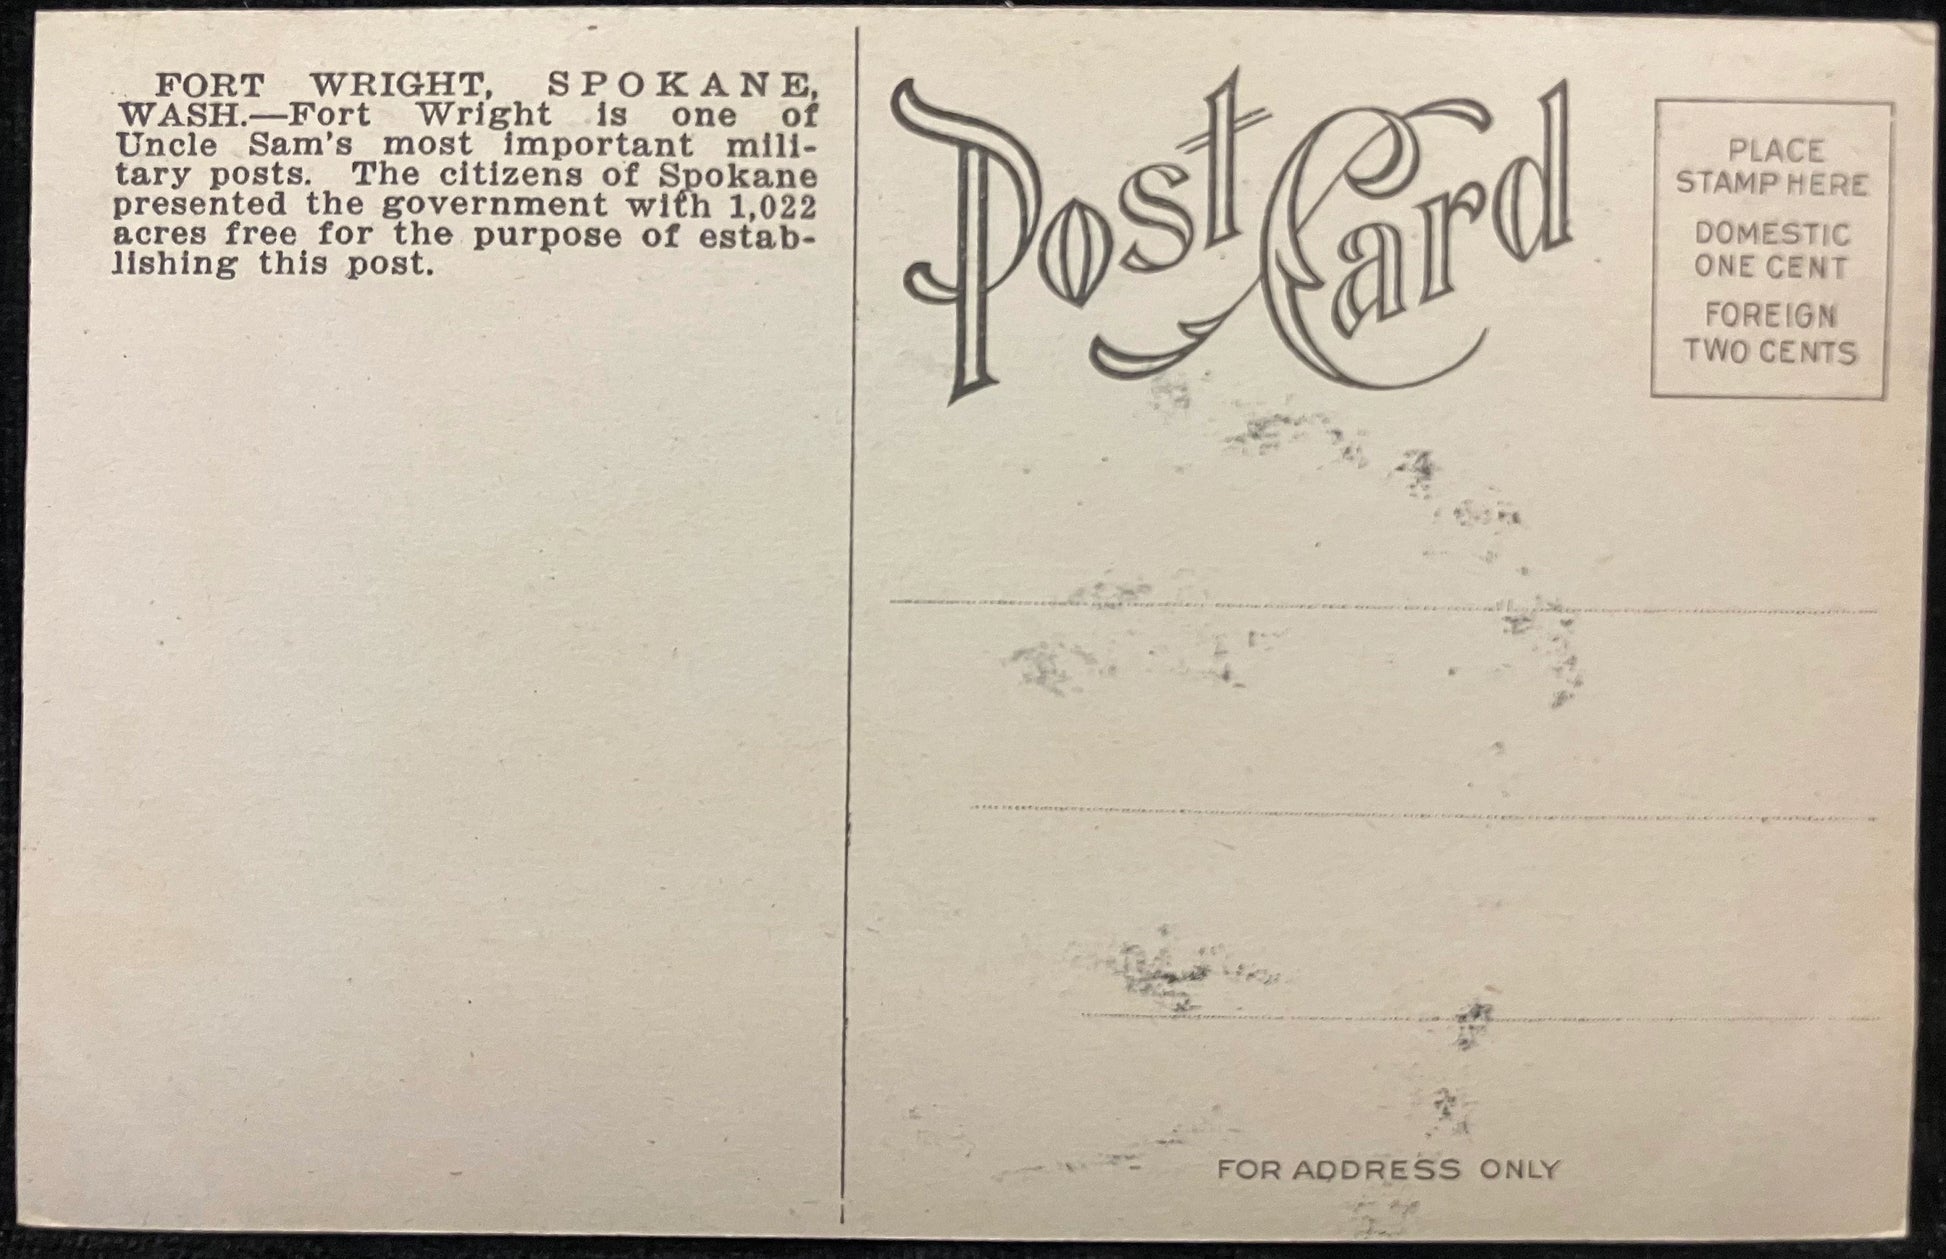 FORT WRIGHT, SPOKANE,
WASH.—Fort Wright is one of
Uncle Sam's most important mili-
tary posts. The citizens of Spokane
presented the government with 1,022
acres free for the purpose of estab-
lishing this post.
Post Card
PLACE
STAMP HERE
DOMESTIC
ONE CENT
FOREIGN
TWO CENTS
FOR ADDRESS ONLY